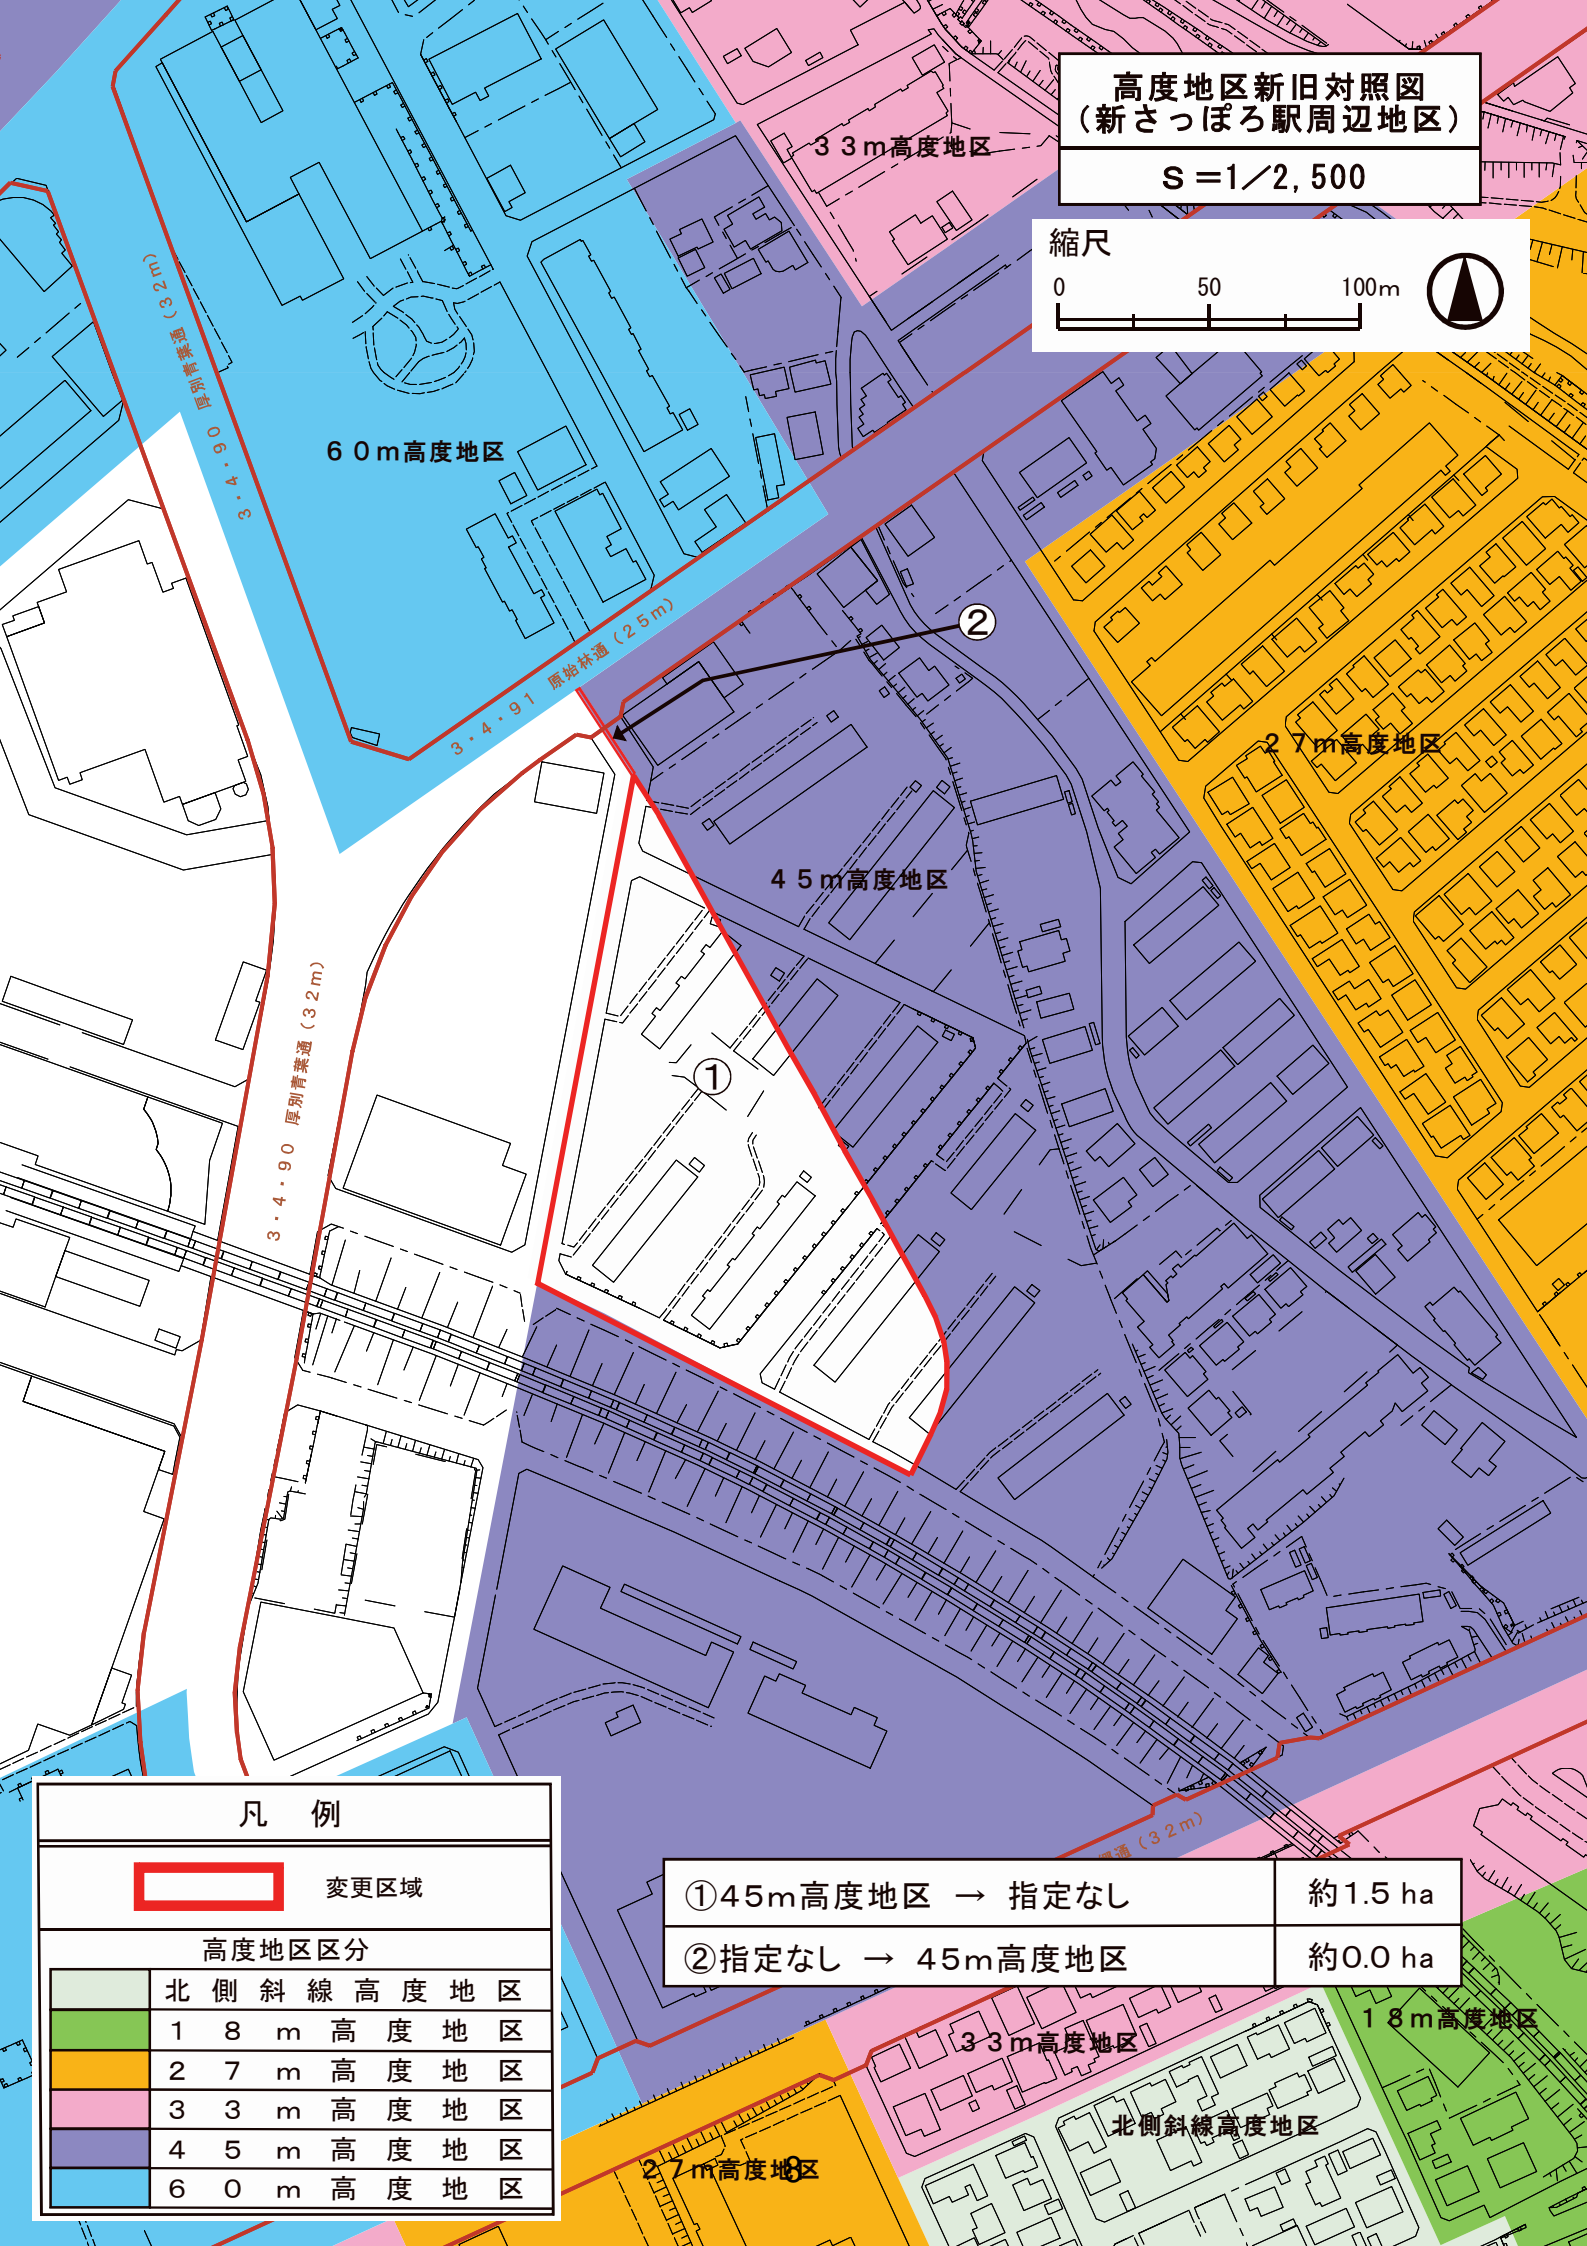 高度地区新旧対照図
（新さっぽろ駅周辺地区）
S＝1／2,500
縮尺
0 50 100m
33m高度地区
3・4・90 厚別青葉通（32m）
60m高度地区
3・4・91 原始林通（25m）
②
27m高度地区
45m高度地区
①
3・4・90 厚別青葉通（32m）
通（32m）
凡 例
変更区域
高度地区区分
北側斜線高度地区
18m高度地区
27m高度地区
33m高度地区
45m高度地区
60m高度地区
①45m高度地区 → 指定なし 約1.5 ha
②指定なし → 45m高度地区 約0.0 ha
18m高度地区
33m高度地区
北側斜線高度地区
27m高度地区
8